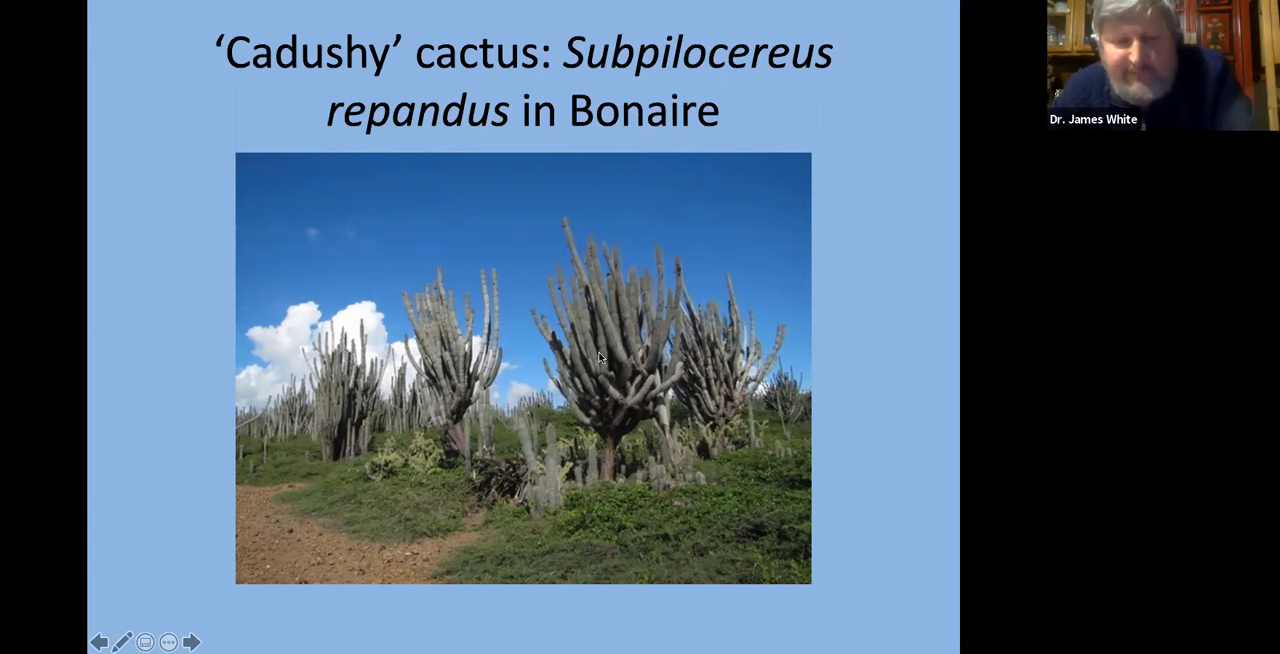 ‘Cadushy’ cactus: Subpilocereus
repandus in Bonaire
Dr. James White